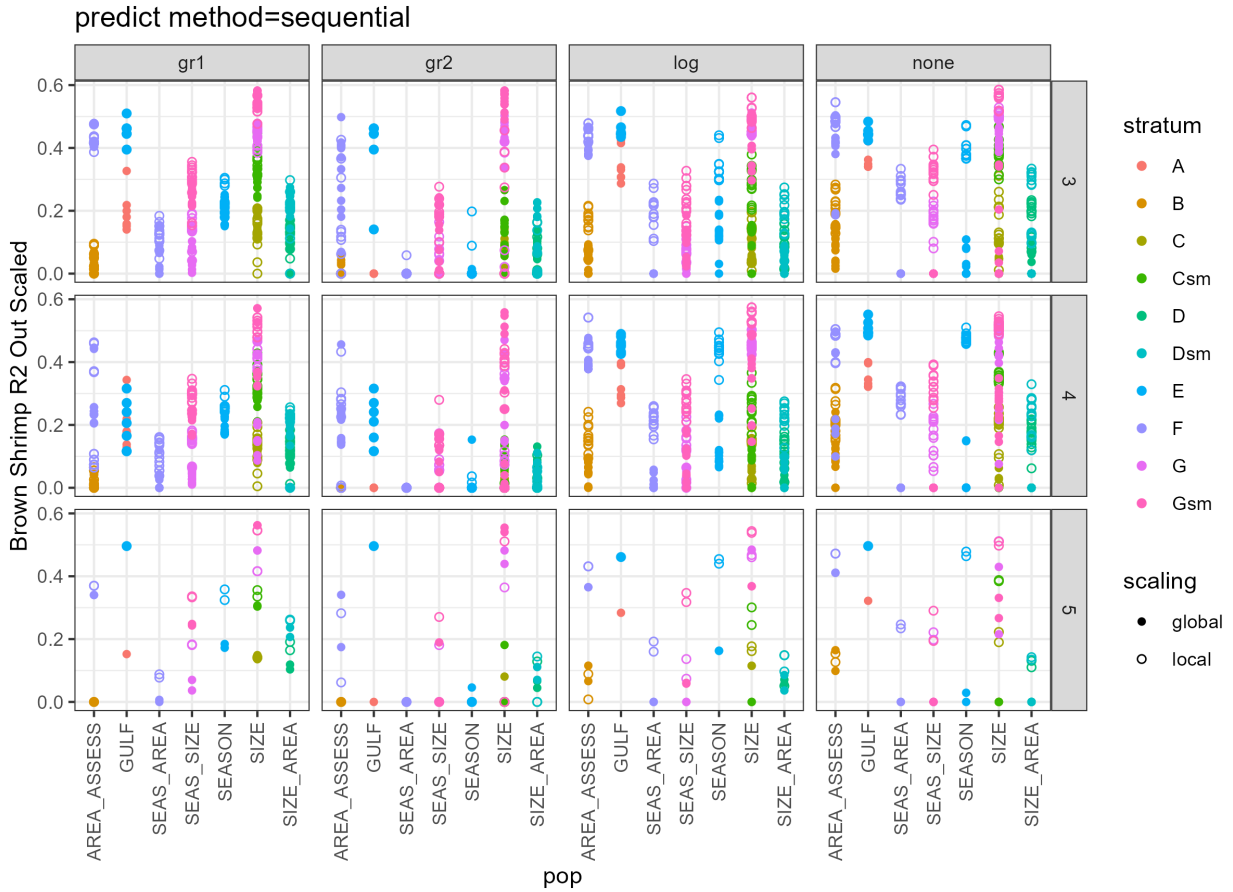 predict method=sequential
gr1 gr2 log none
Brown Shrimp R2 Out Scaled
0.6
0.4
0.2
0.0
3
0.6
0.4
0.2
0.0
4
0.6
0.4
0.2
0.0
5
AREA_ASSESS GULF SEAS_AREA SEAS_SIZE SEASON SIZE SIZE_AREA
AREA_ASSESS GULF SEAS_AREA SEAS_SIZE SEASON SIZE SIZE_AREA
AREA_ASSESS GULF SEAS_AREA SEAS_SIZE SEASON SIZE SIZE_AREA
AREA_ASSESS GULF SEAS_AREA SEAS_SIZE SEASON SIZE SIZE_AREA
pop
stratum
A
B
C
Csm
D
Dsm
E
F
G
Gsm
scaling
global
local